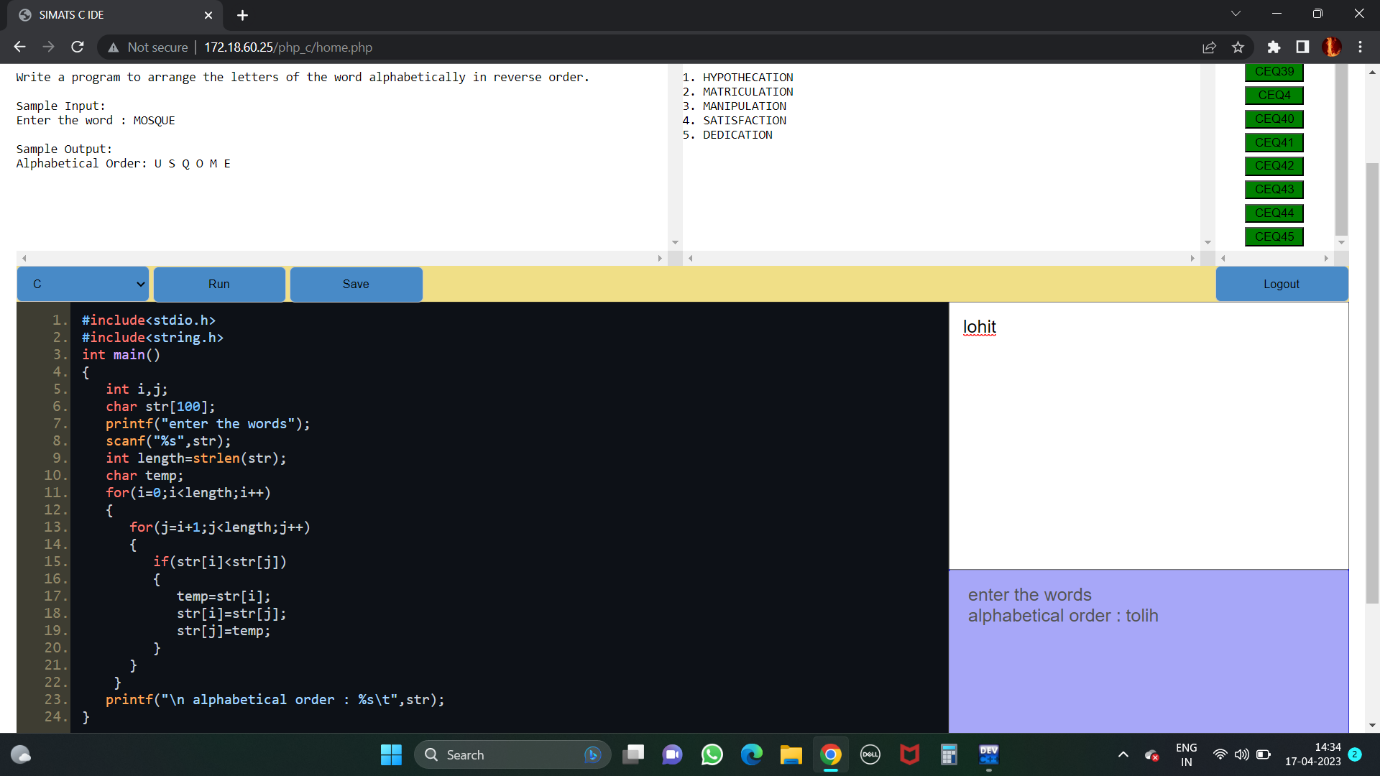 SIMATS C IDE
Not secure | 172.18.60.25/php_c/home.php
Write a program to arrange the letters of the word alphabetically in reverse order.
Sample Input:
Enter the word : MOSQUE
Sample Output:
Alphabetical Order: U S Q O M E
1. HYPOTHECATION
2. MATRICULATION
3. MANIPULATION
4. SATISFACTION
5. DEDICATION
CEQ39
CEQ4
CEQ40
CEQ41
CEQ42
CEQ43
CEQ44
CEQ45
C
Run
Save
Logout
1. #include<stdio.h>
2. #include<string.h>
3. int main()
4. {
5. int i,j;
6. char str[100];
7. printf("enter the words");
8. scanf("%s",str);
9. int length=strlen(str);
10. char temp;
11. for(i=0;i<length;i++)
12. {
13. for(j=i+1;j<length;j++)
14. {
15. if(str[i]<str[j])
16. {
17. temp=str[i];
18. str[i]=str[j];
19. str[j]=temp;
20. }
21. }
22. }
23. printf("\n alphabetical order : %s\t",str);
24. }
lohit
enter the words
alphabetical order : tolih
Search
DELL
DEV
ENG
IN
14:34
17-04-2023
2